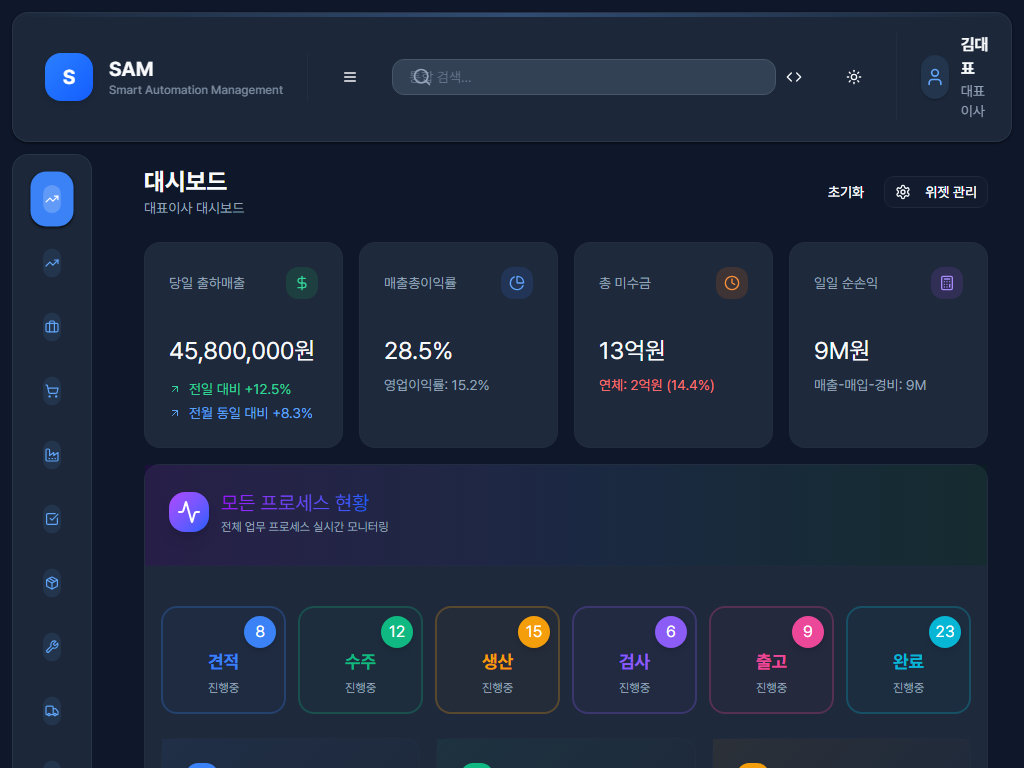 S
SAM
Smart Automation Management
통합 검색...
김대
표
대표
이사
대시보드
대표이사 대시보드
초기화
위젯 관리
당일 출하매출
45,800,000원
전일 대비 +12.5%
전월 동일 대비 +8.3%
매출총이익률
28.5%
영업이익률: 15.2%
총 미수금
13억원
연체: 2억원 (14.4%)
일일 순손익
9M원
매출-매입-경비: 9M
모든 프로세스 현황
전체 업무 프로세스 실시간 모니터링
8
견적
진행중
12
수주
진행중
15
생산
진행중
6
검사
진행중
9
출고
진행중
23
완료
진행중